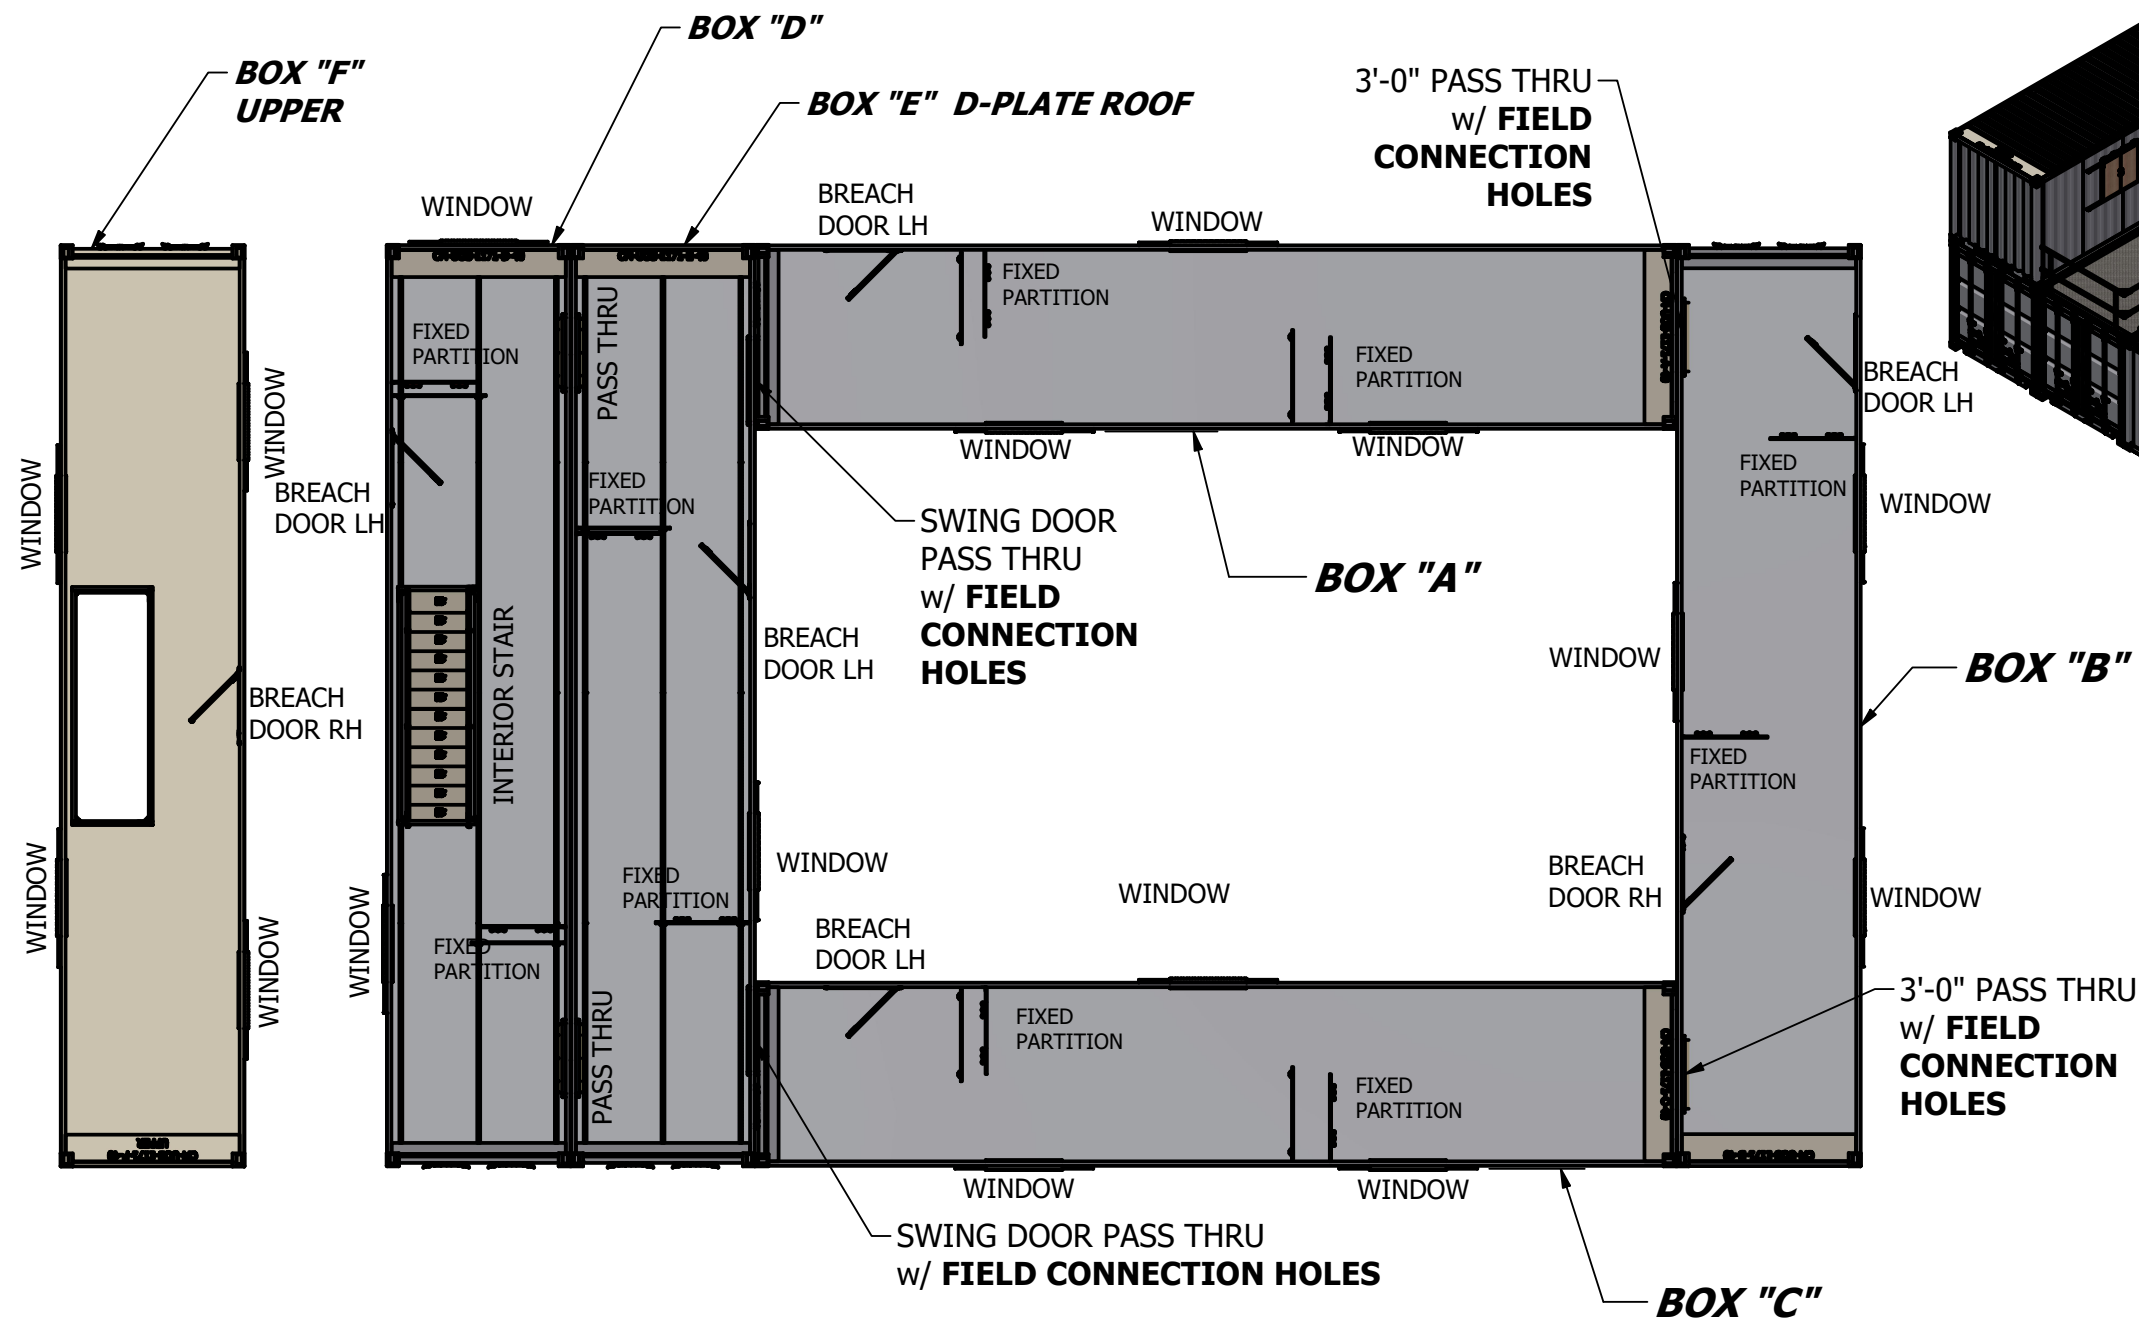 BOX "D"
BOX "F"
UPPER
BOX "E" D-PLATE ROOF
3'-0" PASS THRU
w/ FIELD
CONNECTION
HOLES
WINDOW
BREACH
DOOR LH
WINDOW
FIXED
PARTITION
PASS THRU
FIXED
PARTITION
FIXED
PARTITION
BREACH
DOOR LH
WINDOW
WINDOW
WINDOW
WINDOW
FIXED
PARTITION
WINDOW
BREACH
DOOR LH
FIXED
PARTITION
SWING DOOR
PASS THRU
w/ FIELD
CONNECTION
HOLES
BOX "A"
INTERIOR STAIR
BREACH
DOOR LH
WINDOW
BOX "B"
BREACH
DOOR RH
FIXED
PARTITION
WINDOW
WINDOW
WINDOW
FIXED
PARTITION
WINDOW
BREACH
DOOR RH
WINDOW
WINDOW
FIXED
PARTITION
BREACH
DOOR LH
WINDOW
PASS THRU
FIXED
PARTITION
FIXED
PARTITION
3'-0" PASS THRU
w/ FIELD
CONNECTION
HOLES
UPPER
WINDOW
WINDOW
SWING DOOR PASS THRU
w/ FIELD CONNECTION HOLES
BOX "C"